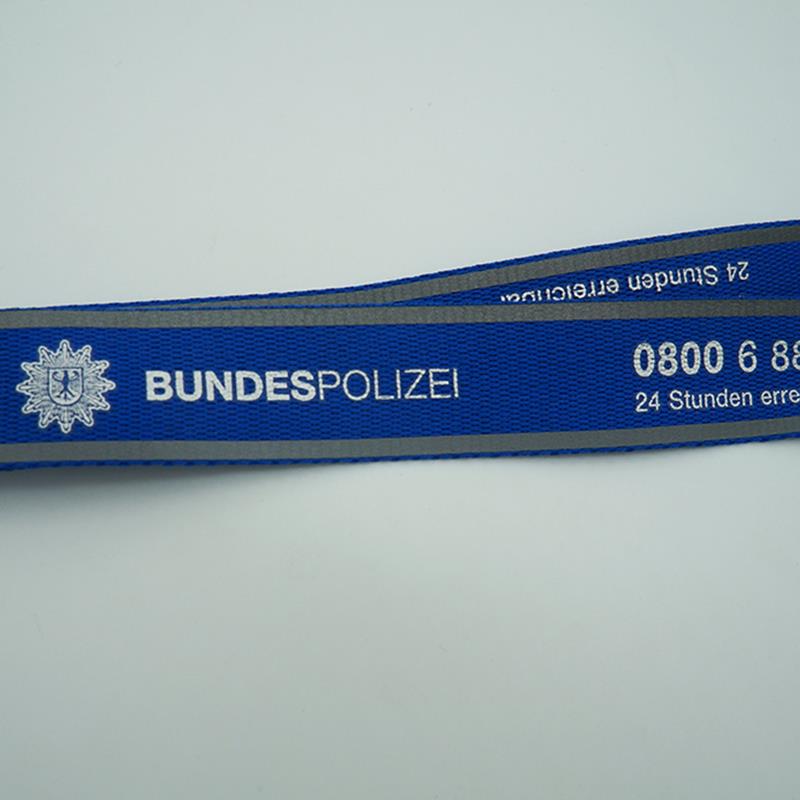 24 Stunden erreichbar
BUNDESPOLIZEI
0800 6 88
24 Stunden erre